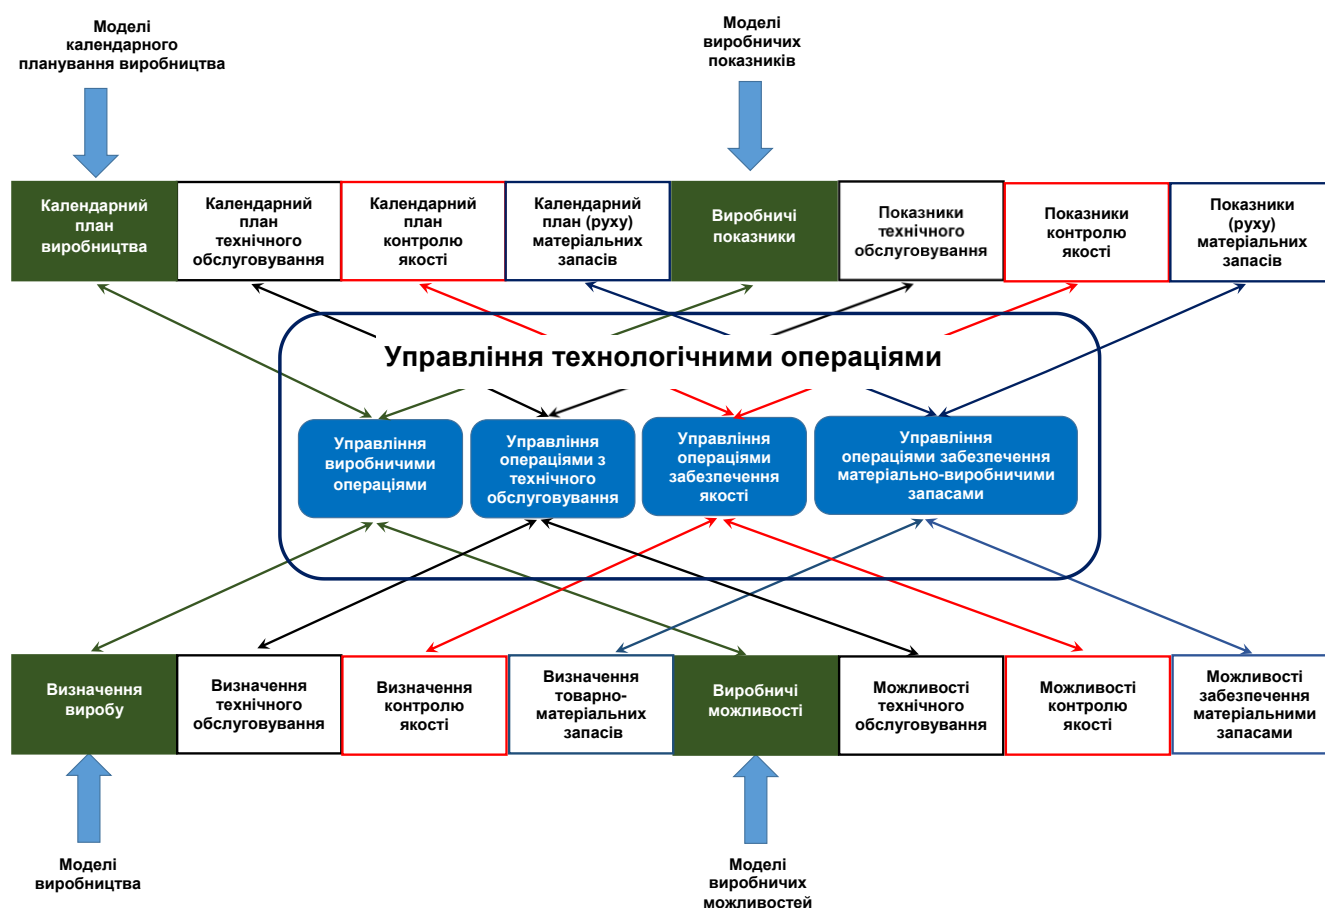 Моделі
календарного
планування виробництва
Моделі
виробничих
показників
Календарний
план
виробництва
Календарний
план
технічного
обслуговування
Календарний
план
контролю
якості
Календарний
план (руху)
матеріальних
запасів
Виробничі
показники
Показники
технічного
обслуговування
Показники
контролю
якості
Показники
(руху)
матеріальних
запасів
Управління технологічними операціями
Управління
виробничими
операціями
Управління
операціями з
технічного
обслуговування
Управління
операціями
забезпечення
якості
Управління
операціями забезпечення
матеріально-виробничими
запасами
Визначення
виробу
Визначення
технічного
обслуговування
Визначення
контролю
якості
Визначення
товарно-
матеріальних
запасів
Виробничі
можливості
Можливості
технічного
обслуговування
Можливості
контролю
якості
Можливості
забезпечення
матеріальними
запасами
Моделі
виробництва
Моделі
виробничих
можливостей